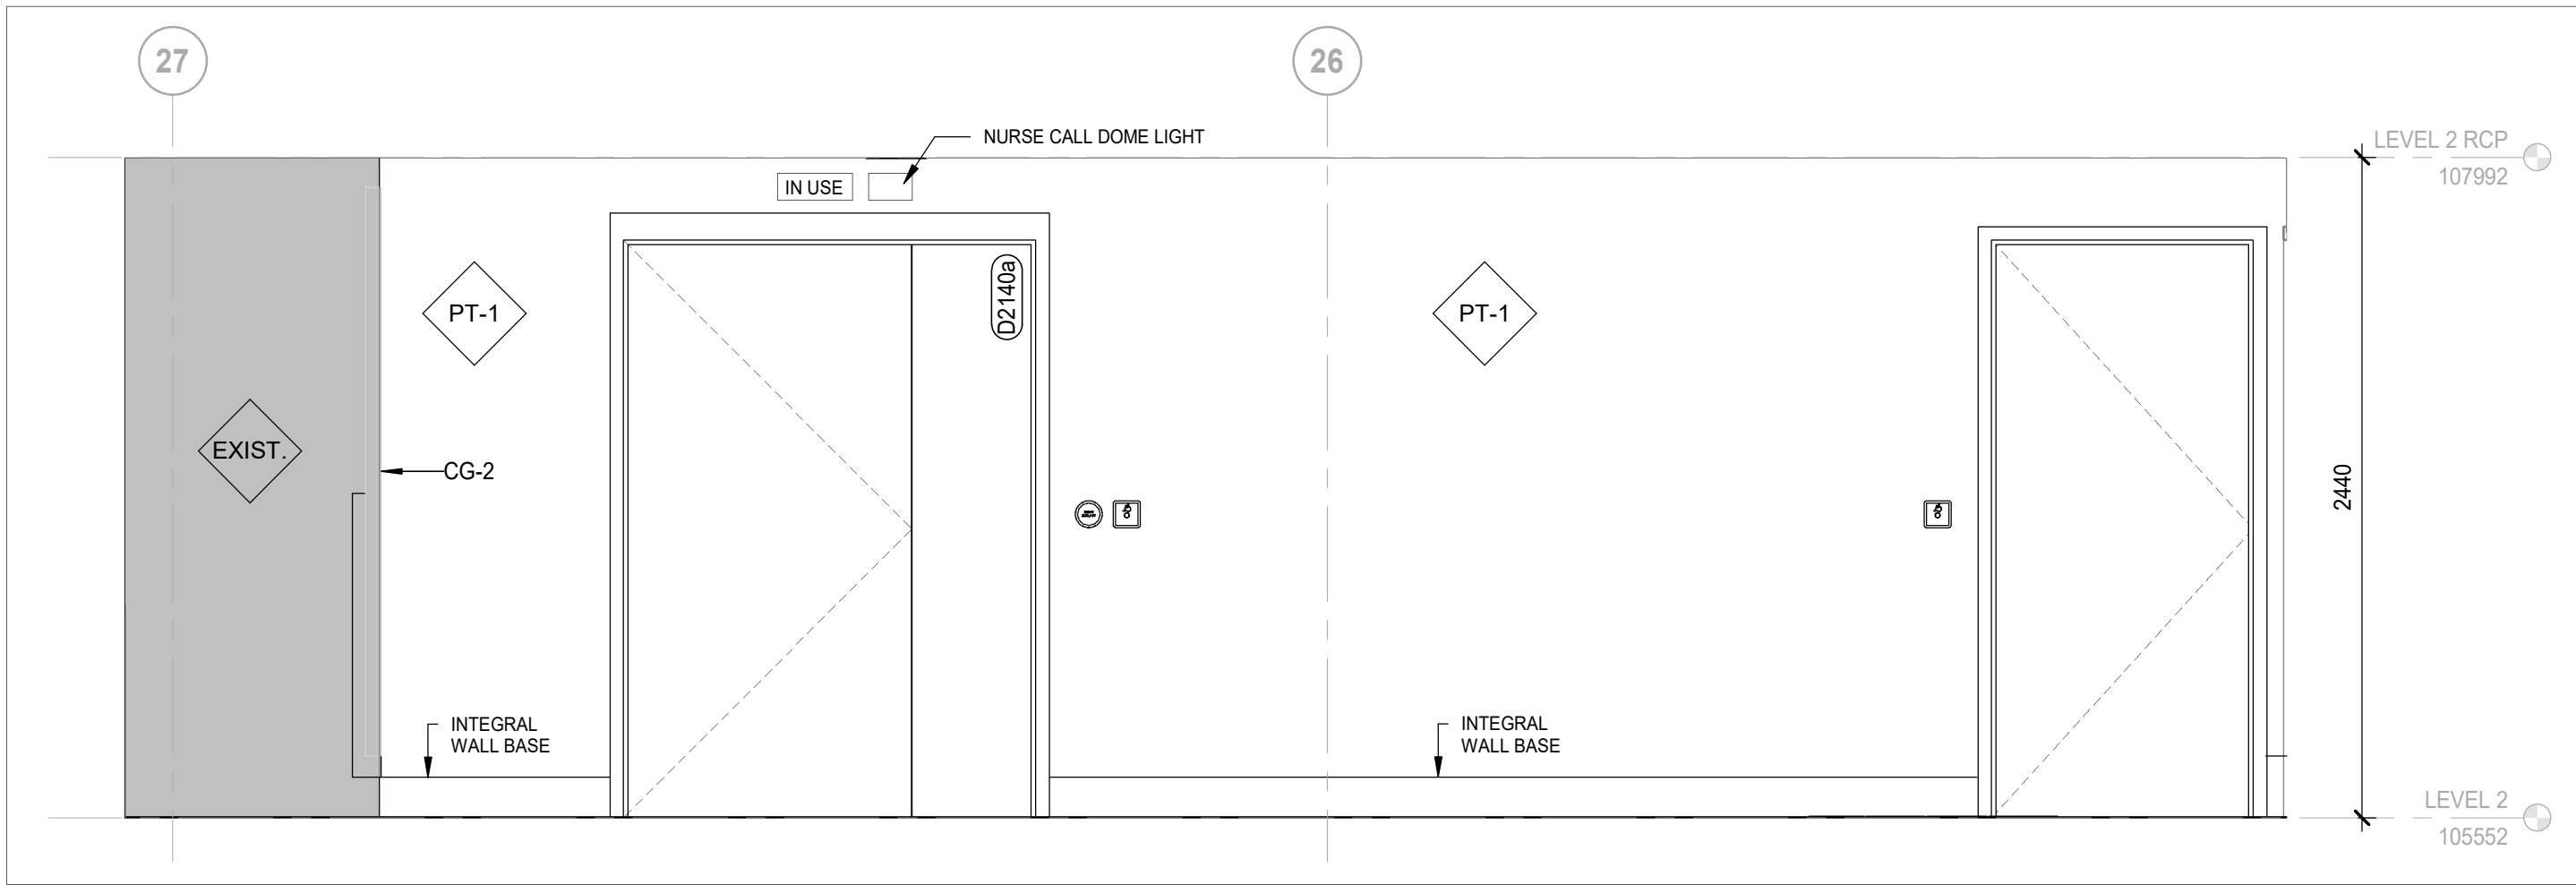 27
26
NURSE CALL DOME LIGHT
LEVEL 2 RCP
107992
IN USE
D2140a
PT-1
PT-1
EXIST.
CG-2
2440
INTEGRAL
WALL BASE
INTEGRAL
WALL BASE
LEVEL 2
105552